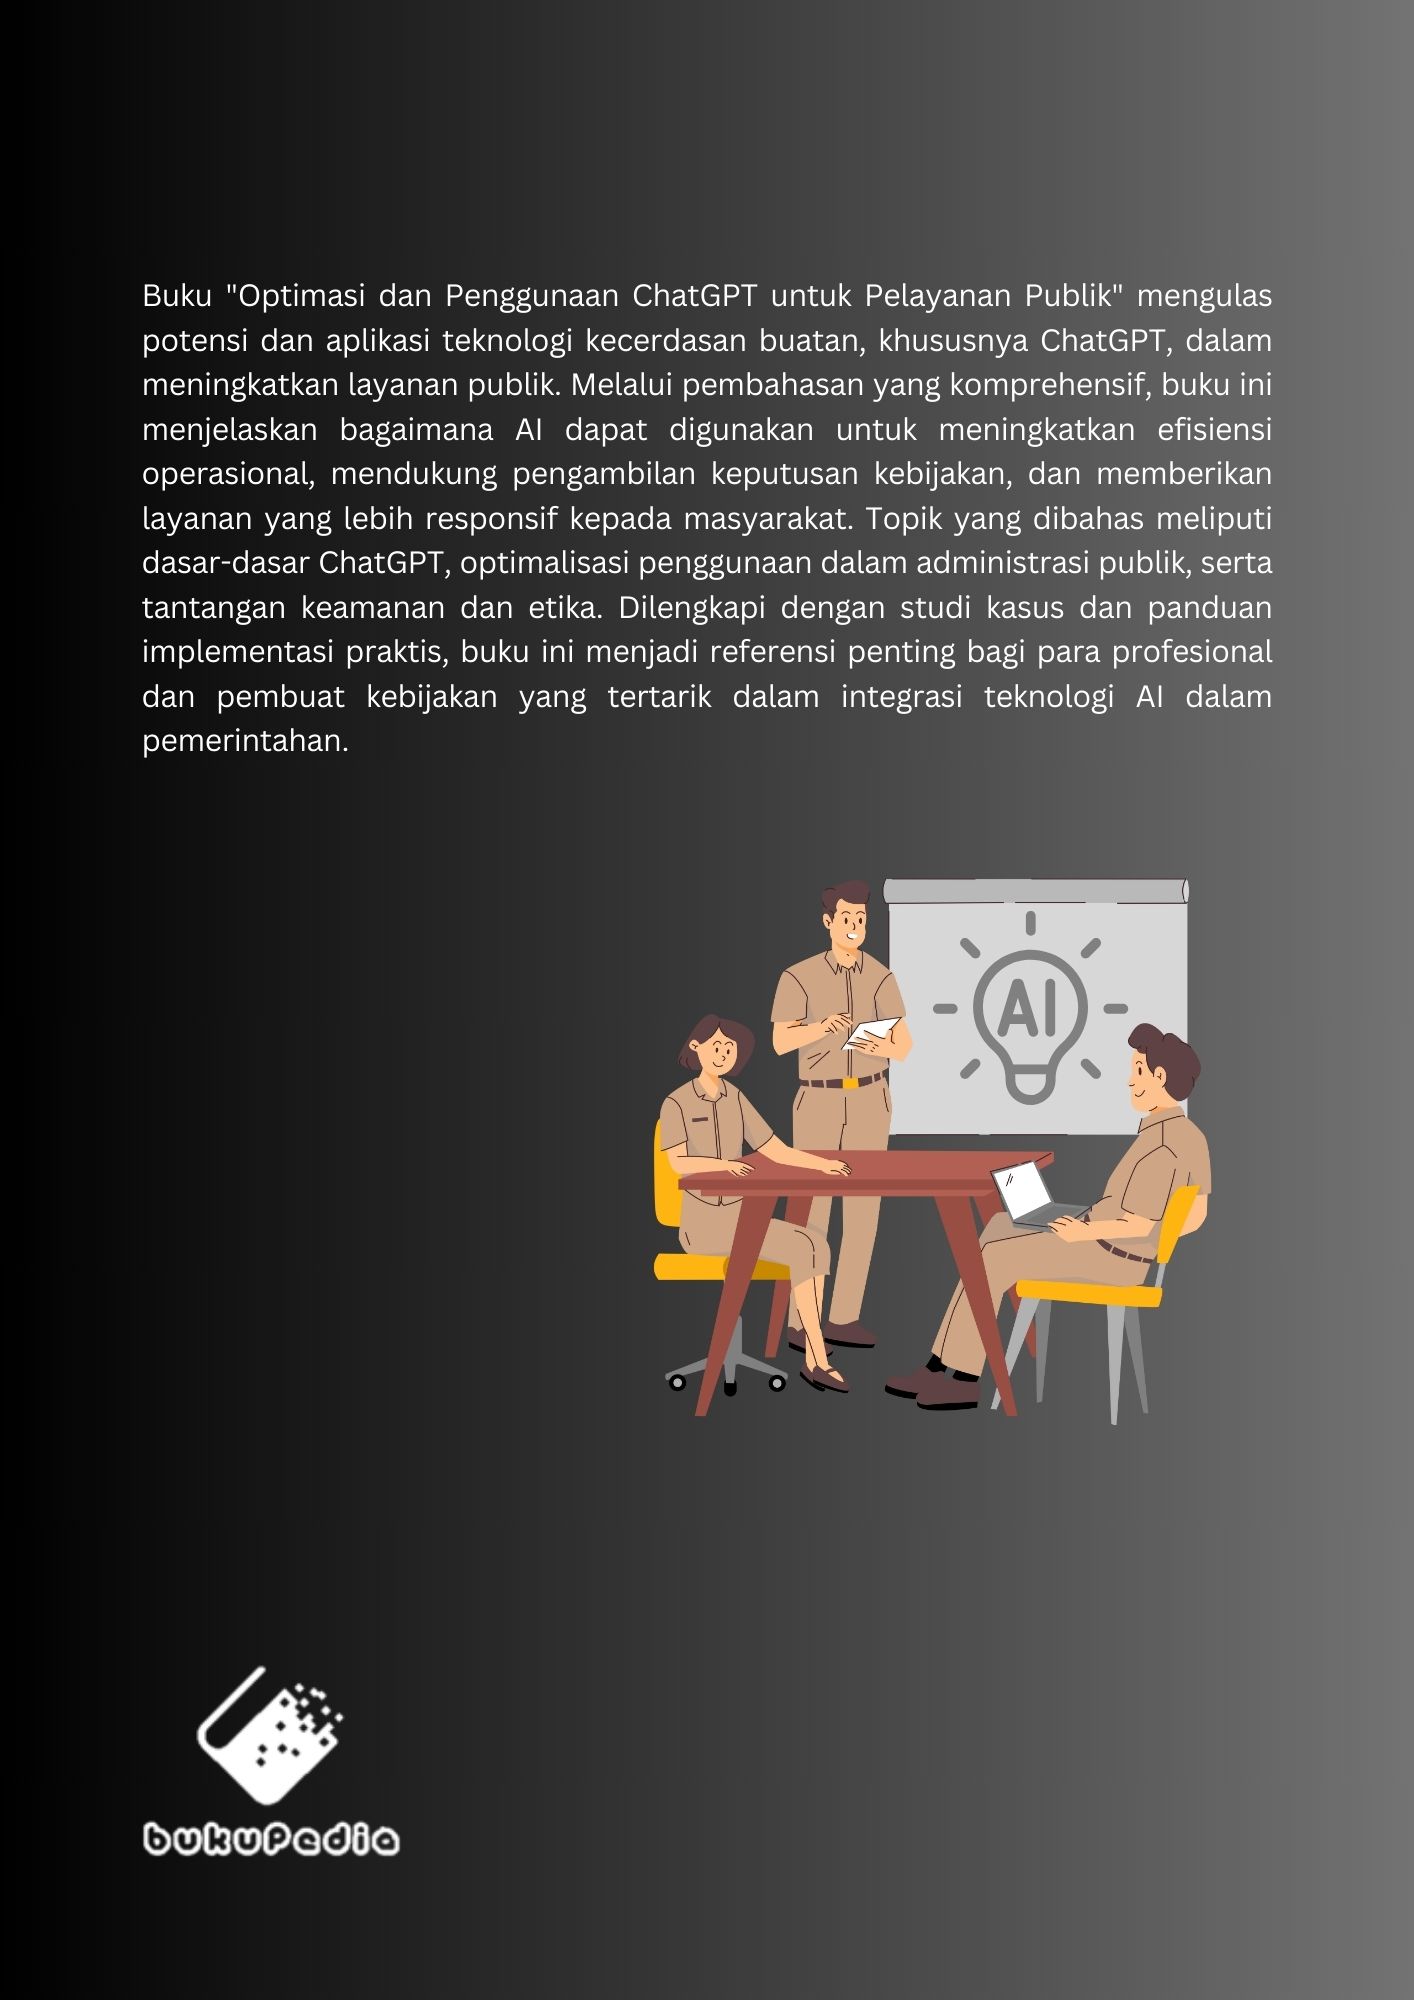 Buku "Optimasi dan Penggunaan ChatGPT untuk Pelayanan Publik" mengulas
potensi dan aplikasi teknologi kecerdasan buatan, khususnya ChatGPT, dalam
meningkatkan layanan publik. Melalui pembahasan yang komprehensif, buku ini
menjelaskan bagaimana AI dapat digunakan untuk meningkatkan efisiensi
operasional, mendukung pengambilan keputusan kebijakan, dan memberikan
layanan yang lebih responsif kepada masyarakat. Topik yang dibahas meliputi
dasar-dasar ChatGPT, optimalisasi penggunaan dalam administrasi publik, serta
tantangan keamanan dan etika. Dilengkapi dengan studi kasus dan panduan
implementasi praktis, buku ini menjadi referensi penting bagi para profesional
dan pembuat kebijakan yang tertarik dalam integrasi teknologi AI dalam
pemerintahan.
AI
bukuPedia